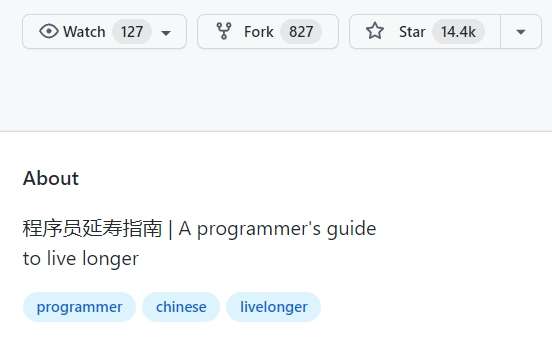 Watch 127 Fork 827 Star 14.4k
About
程序员延寿指南 | A programmer's guide
to live longer
programmer chinese livelonger